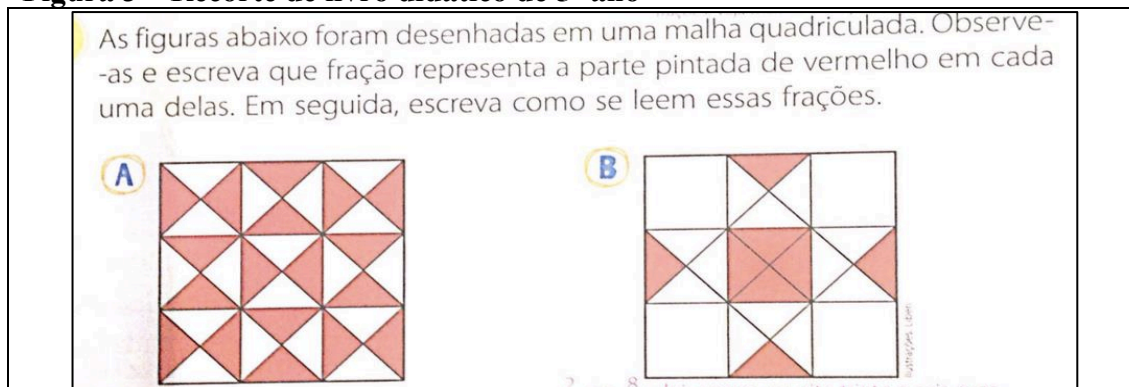 As figuras abaixo foram desenhadas em uma malha quadriculada. Observe-
-as e escreva que fração representa a parte pintada de vermelho em cada
uma delas. Em seguida, escreva como se leem essas frações.
A
B